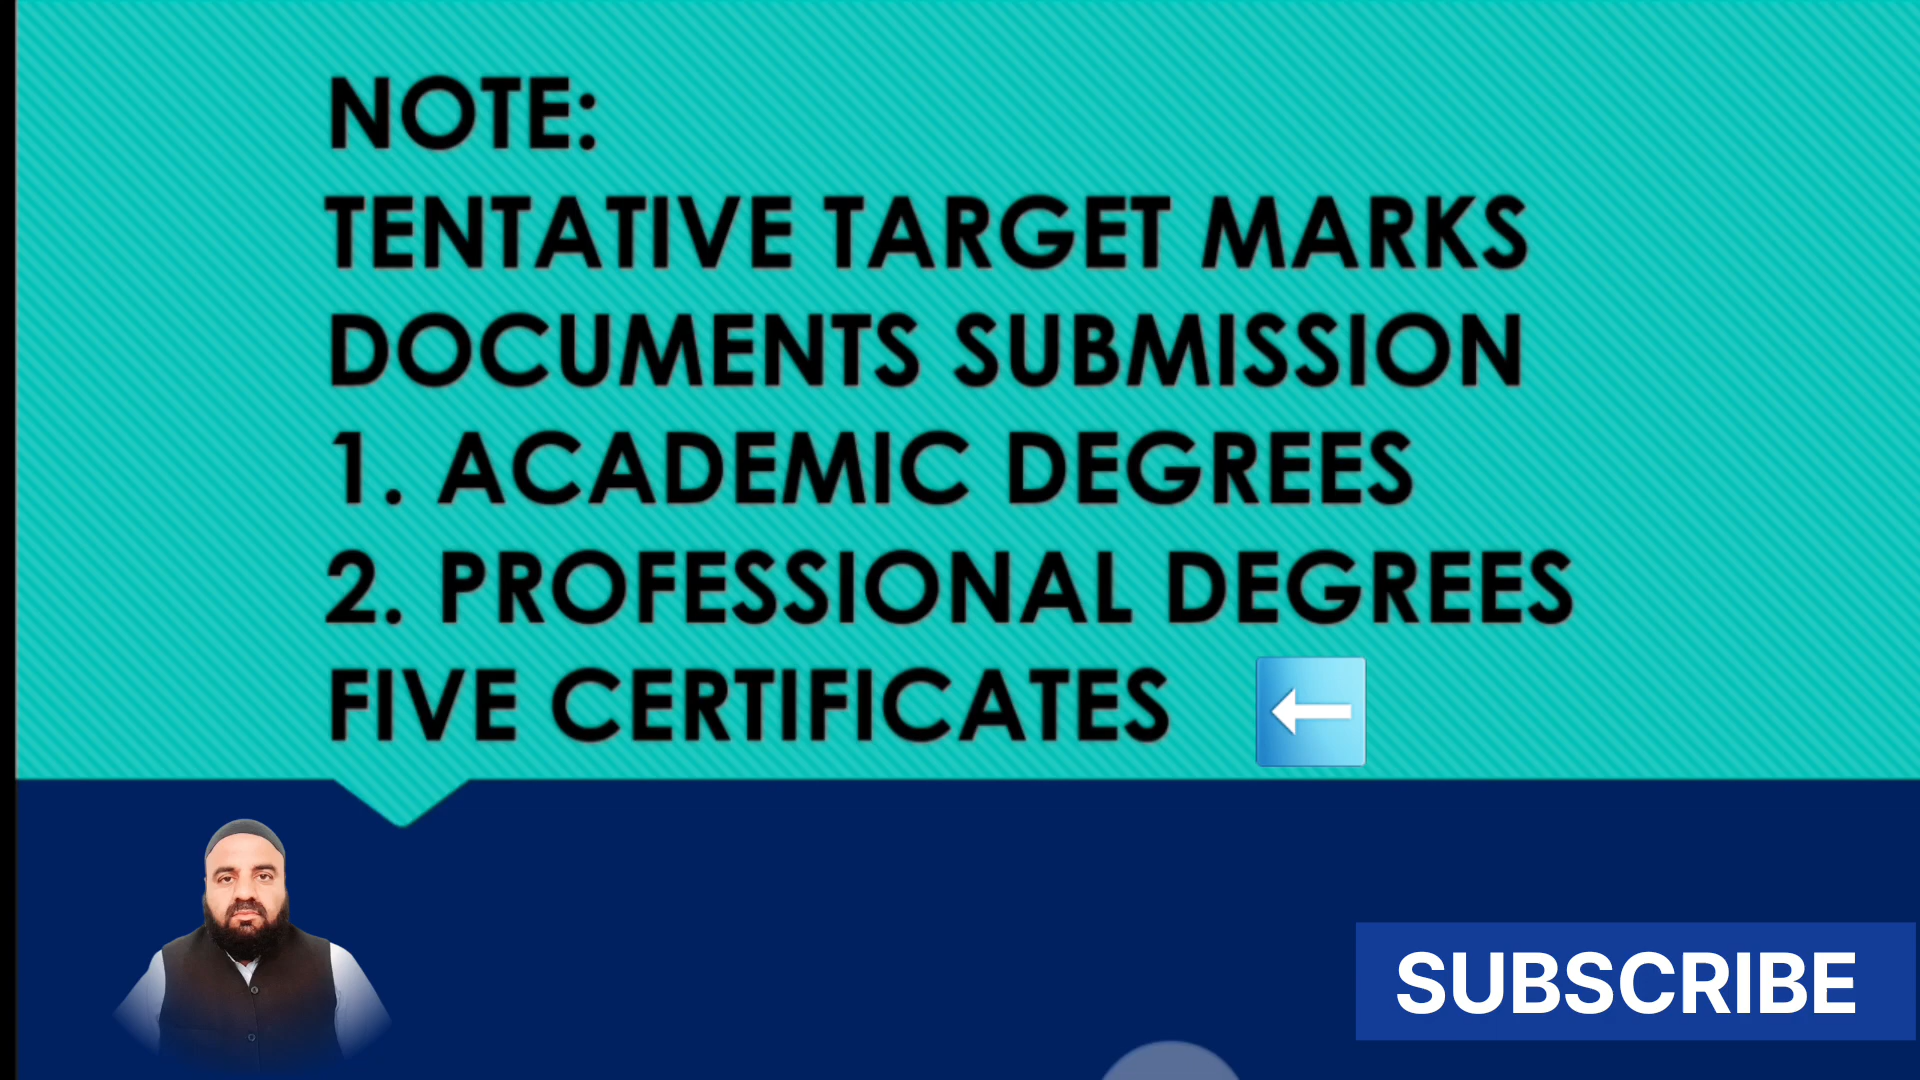 NOTE:
TENTATIVE TARGET MARKS
DOCUMENTS SUBMISSION
1. ACADEMIC DEGREES
2. PROFESSIONAL DEGREES
FIVE CERTIFICATES
SUBSCRIBE